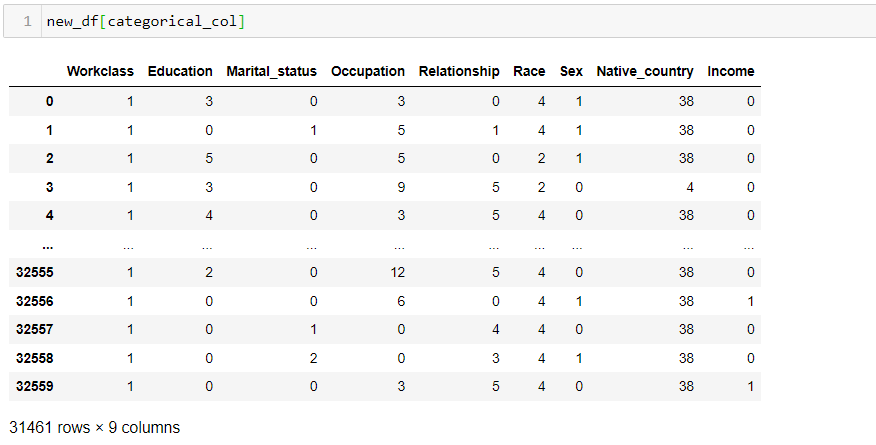 1 new_df[categorical_col]
Workclass Education Marital_status Occupation Relationship Race Sex Native_country Income
0 1 3 0 3 0 4 1 38 0
1 1 0 1 5 1 4 1 38 0
2 1 5 0 5 0 2 1 38 0
3 1 3 0 9 5 2 0 4 0
4 1 4 0 3 5 4 0 38 0
... ... ... ... ... ... ... ... ... ...
32555 1 2 0 12 5 4 0 38 0
32556 1 0 0 6 0 4 1 38 1
32557 1 0 1 0 4 4 0 38 0
32558 1 0 2 0 3 4 1 38 0
32559 1 0 0 3 5 4 0 38 1
31461 rows × 9 columns